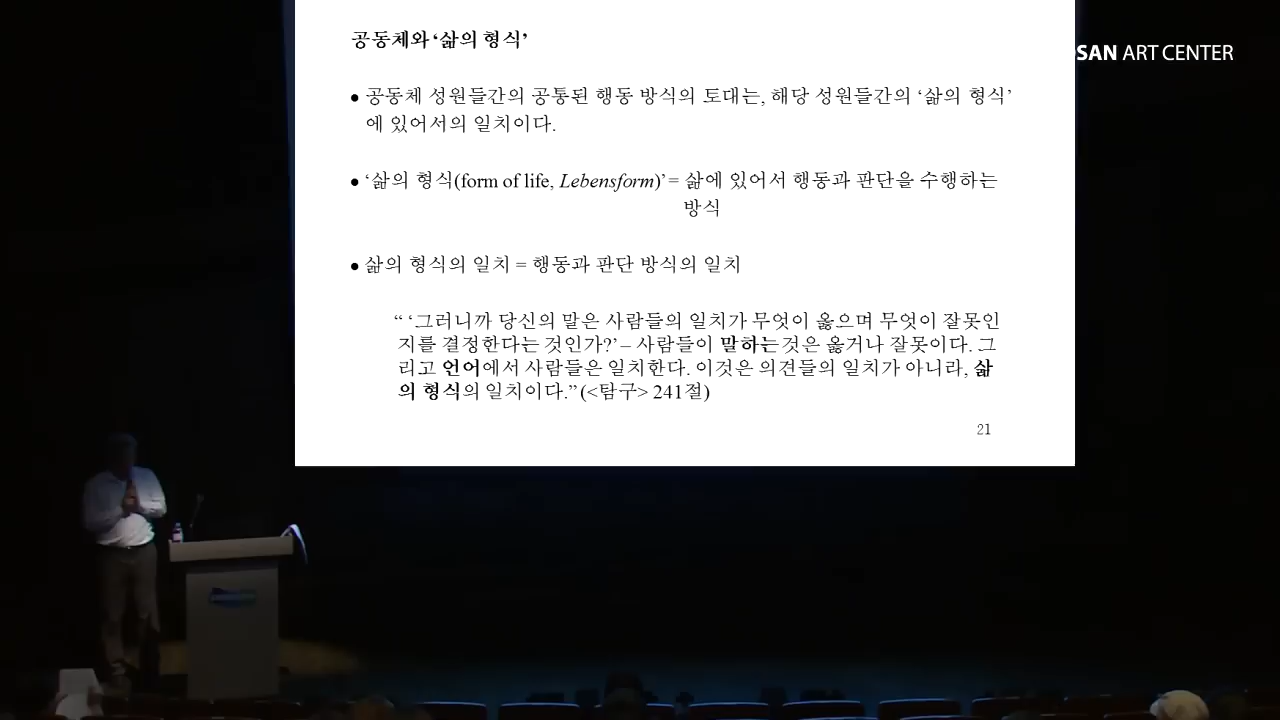 공동체와 ‘삶의 형식’
SAN ART CENTER
● 공동체 성원들간의 공통된 행동 방식의 토대는, 해당 성원들간의 ‘삶의 형식’
에 있어서의 일치이다.
● ‘삶의 형식(form of life, Lebensform)’ = 삶에 있어서 행동과 판단을 수행하는
방식
● 삶의 형식의 일치 = 행동과 판단 방식의 일치
“ ‘그러니까 당신의 말은 사람들의 일치가 무엇이 옳으며 무엇이 잘못인
지를 결정한다는 것인가?’ – 사람들이 말하는 것은 옳거나 잘못이다. 그
리고 언어에서 사람들은 일치한다. 이것은 의견들의 일치가 아니라, 삶
의 형식의 일치이다.” (<탐구> 241절)
21